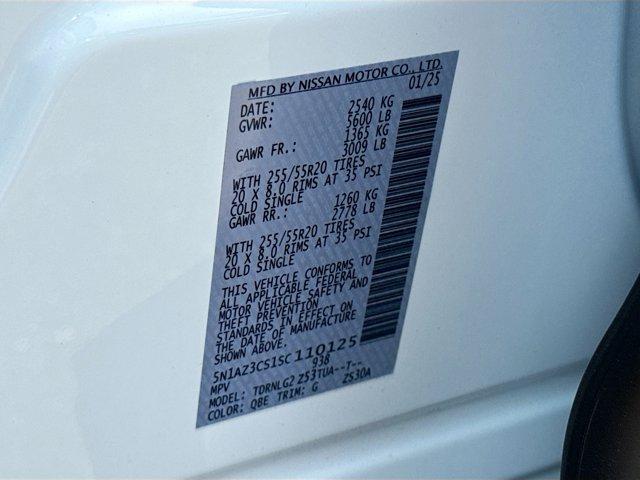 MFD BY NISSAN MOTOR CO., LTD.
DATE: 01/25
GVWR: 2540 KG
5600 LB
GAWR FR.: 1365 KG
3009 LB
WITH 255/55R20 TIRES
20 X 8.0 RIMS AT 35 PSI
COLD SINGLE
GAWR RR.: 1260 KG
2778 LB
WITH 255/55R20 TIRES
20 X 8.0 RIMS AT 35 PSI
COLD SINGLE
THIS VEHICLE CONFORMS TO
ALL APPLICABLE FEDERAL
MOTOR VEHICLE SAFETY AND
THEFT PREVENTION
STANDARDS IN EFFECT ON
THE DATE OF MANUFACTURE
SHOWN ABOVE.
5N1AZ3CS1SC110125
MPV 938
MODEL: TDRNLG2 ZS3TUA--T--
COLOR: QBE TRIM: G ZS30A